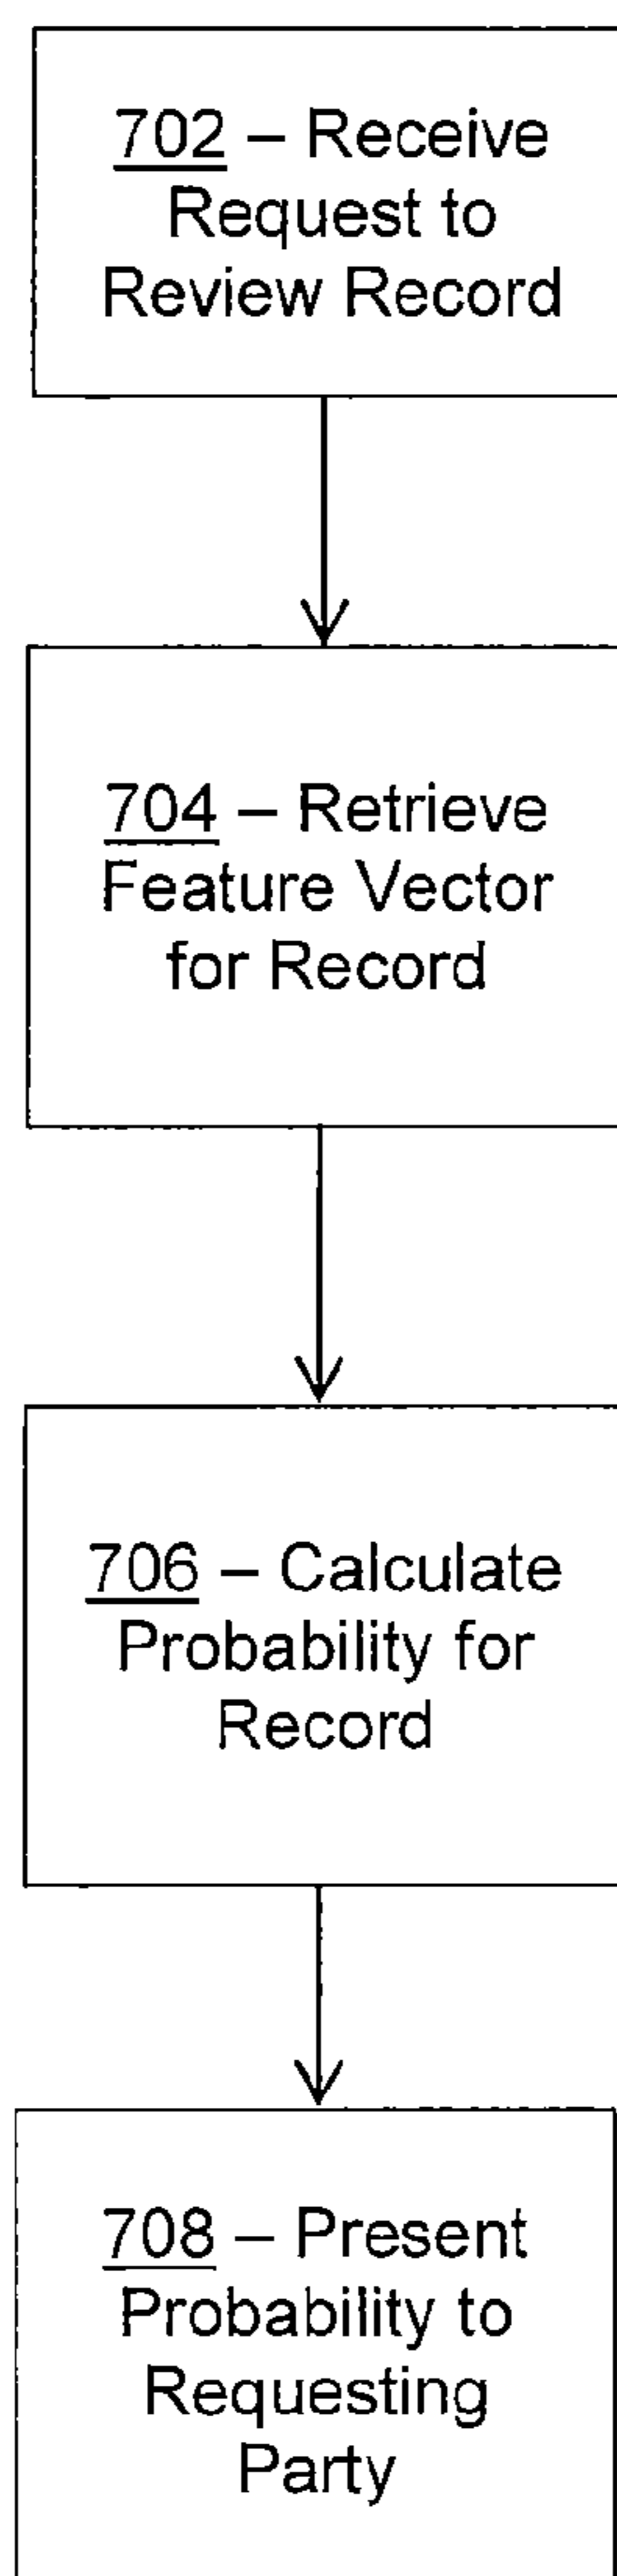 702 – Receive
Request to
Review Record
704 – Retrieve
Feature Vector
for Record
706 – Calculate
Probability for
Record
708 – Present
Probability to
Requesting
Party